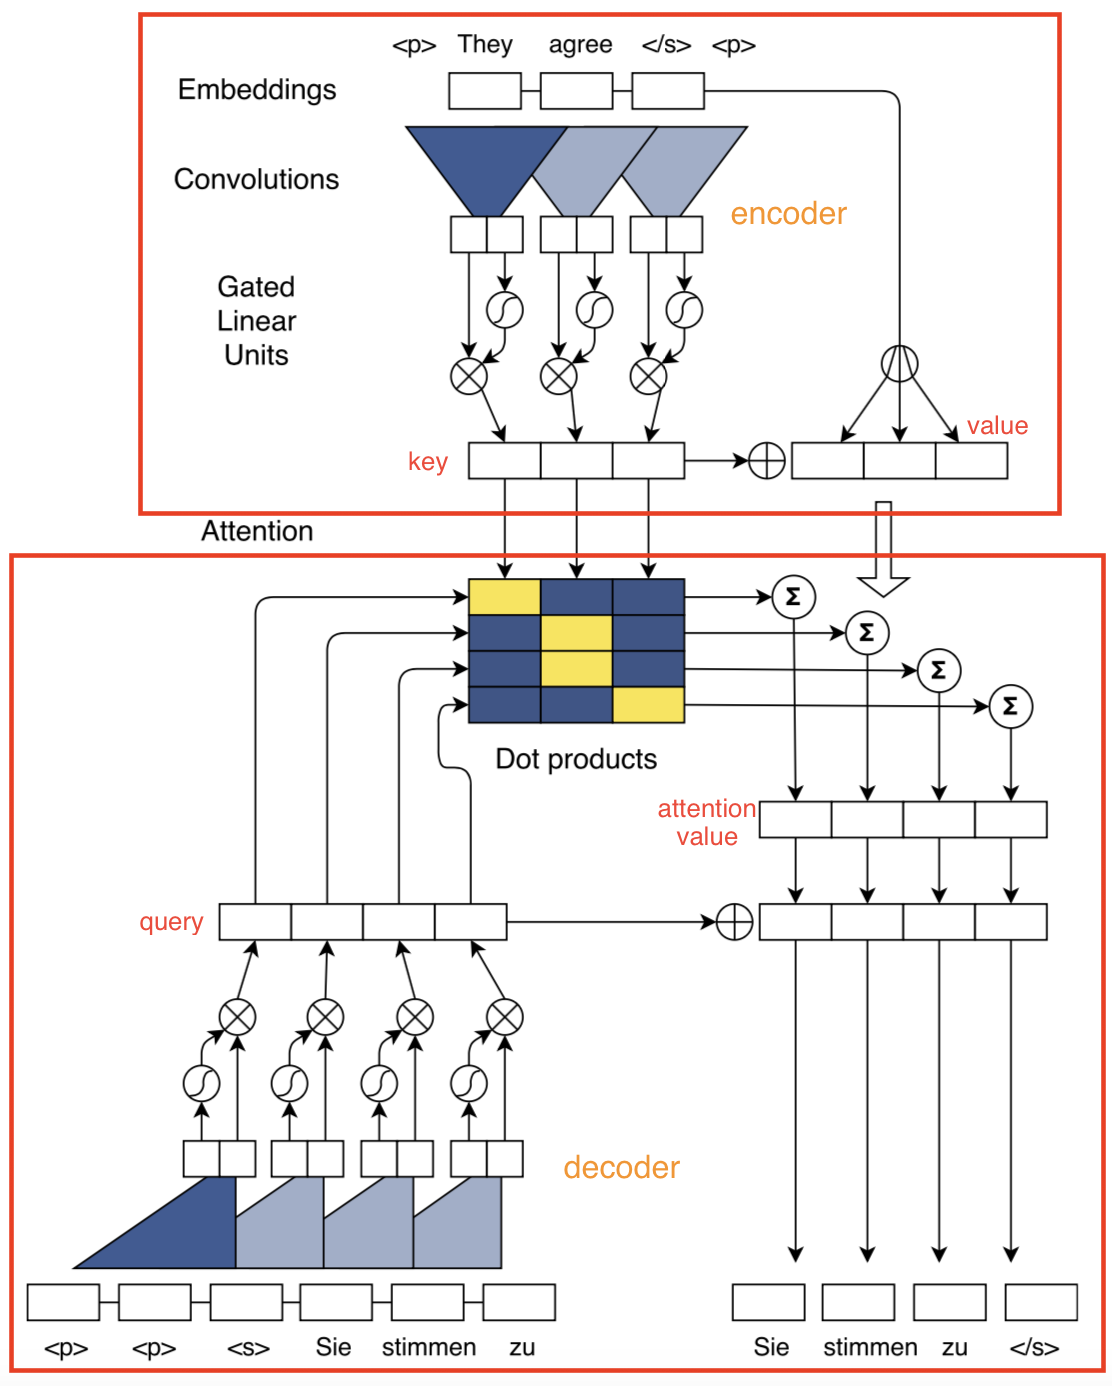 <p> They agree </s> <p>
Embeddings
Convolutions
encoder
Gated
Linear
Units
value
key
Attention
Σ
Σ
Σ
Σ
Dot products
attention
value
query
decoder
<p> <p> <s> Sie stimmen zu
Sie stimmen zu </s>